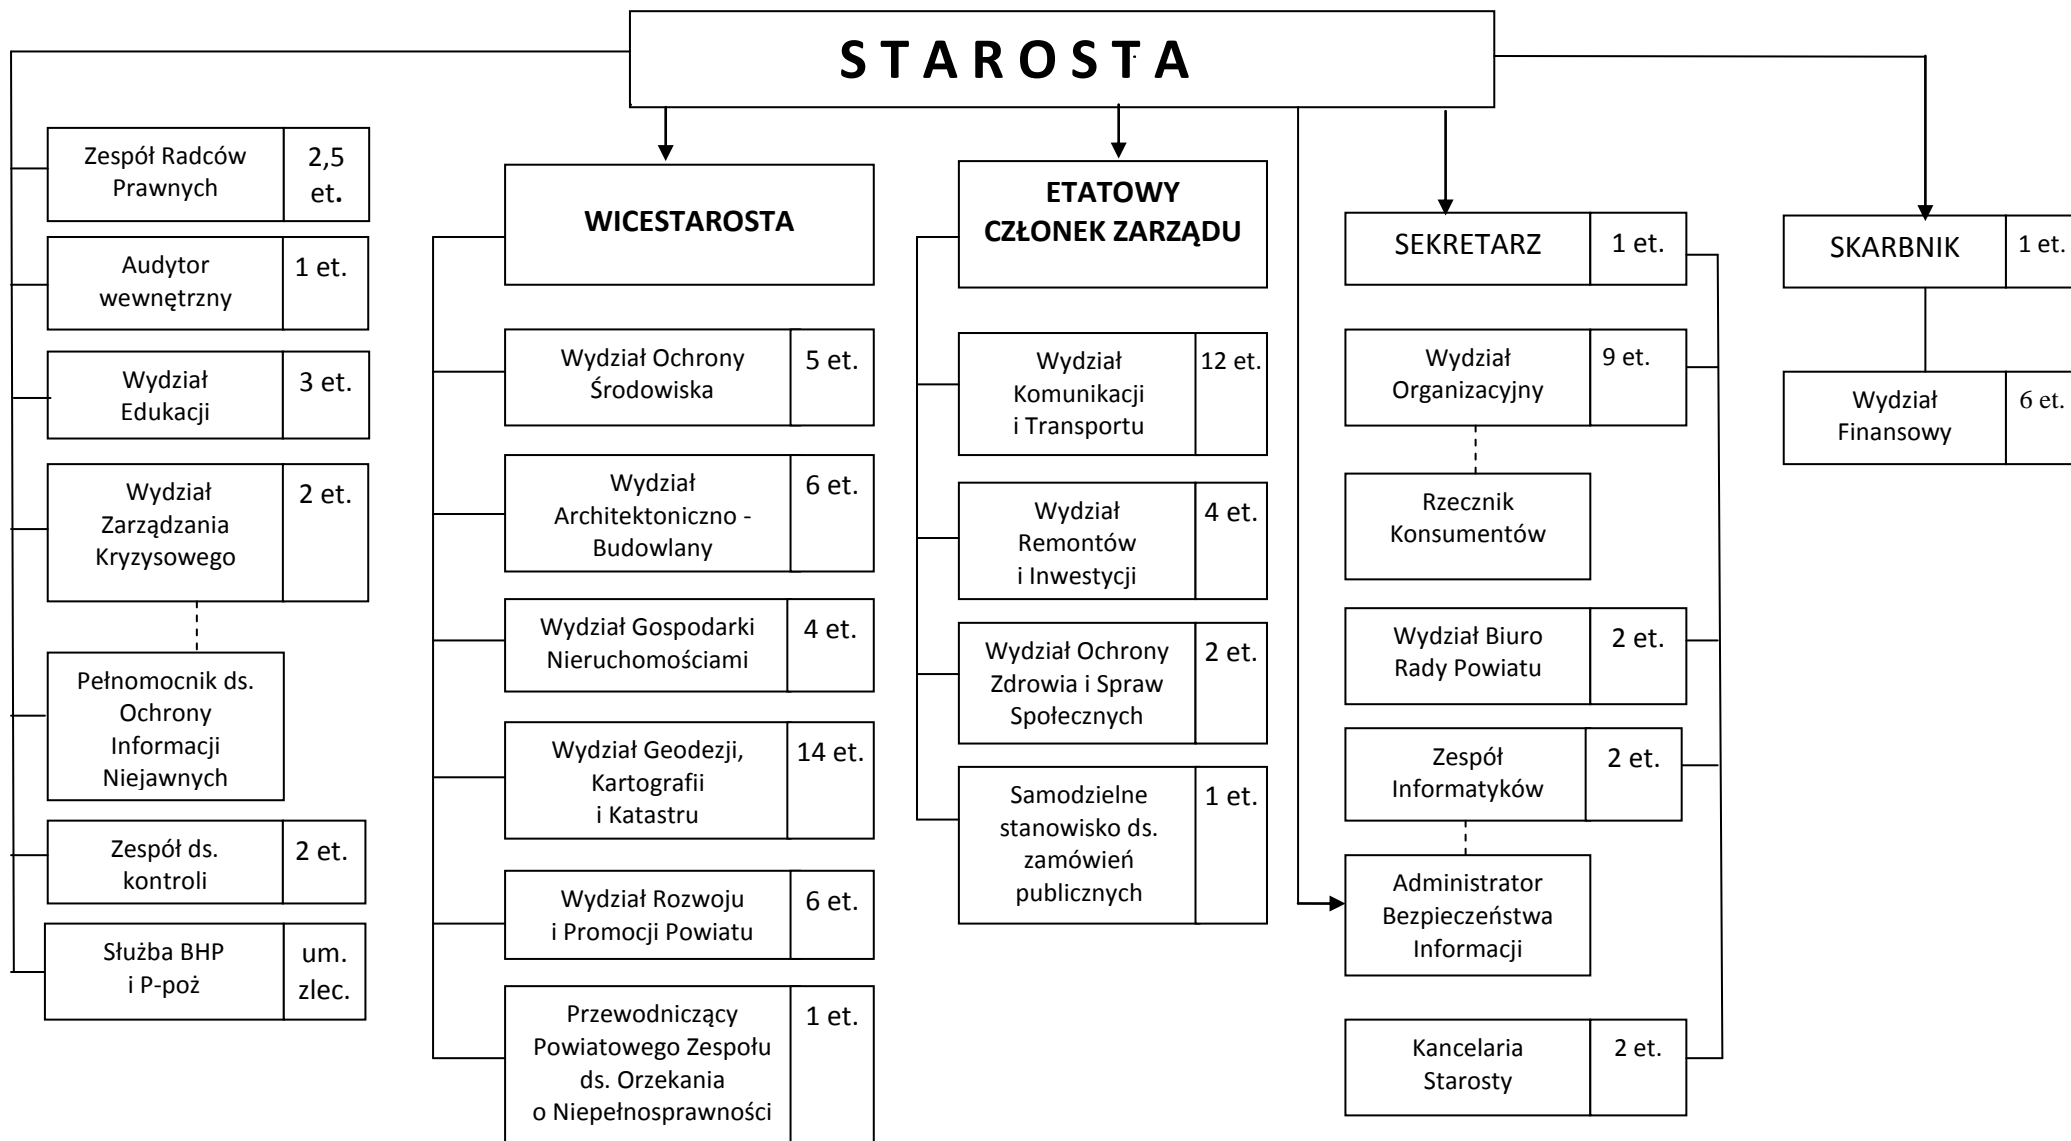 S T A R O S T A
Zespół Radców
Prawnych
2,5
et.
Audytor
wewnętrzny
1 et.
Wydział
Edukacji
3 et.
Wydział
Zarządzania
Kryzysowego
2 et.
Pełnomocnik ds.
Ochrony
Informacji
Niejawnych
Zespół ds.
kontroli
2 et.
Służba BHP
i P-poż
um.
zlec.
WICESTAROSTA
Wydział Ochrony
Środowiska
5 et.
Wydział
Architektoniczno -
Budowlany
6 et.
Wydział Gospodarki
Nieruchomościami
4 et.
Wydział Geodezji,
Kartografii
i Katastru
14 et.
Wydział Rozwoju
i Promocji Powiatu
6 et.
Przewodniczący
Powiatowego Zespołu
ds. Orzekania
o Niepełnosprawności
1 et.
ETATOWY
CZŁONEK ZARZĄDU
Wydział
Komunikacji
i Transportu
12 et.
Wydział
Remontów
i Inwestycji
4 et.
Wydział Ochrony
Zdrowia i Spraw
Społecznych
2 et.
Samodzielne
stanowisko ds.
zamówień
publicznych
1 et.
SEKRETARZ
1 et.
Wydział
Organizacyjny
9 et.
Rzecznik
Konsumentów
Wydział Biuro
Rady Powiatu
2 et.
Zespół
Informatyków
2 et.
Administrator
Bezpieczeństwa
Informacji
Kancelaria
Starosty
2 et.
SKARBNIK
1 et.
Wydział
Finansowy
6 et.